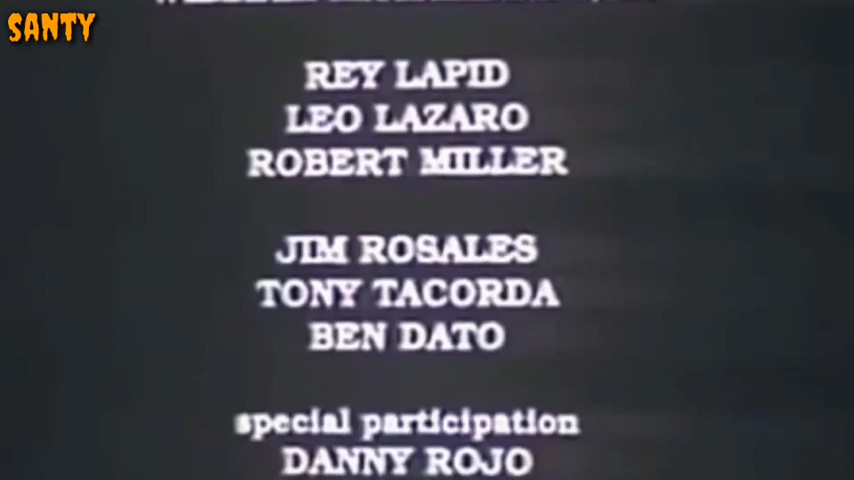 SANTY
REY LAPID
LEO LAZARO
ROBERT MILLER
JIM ROSALES
TONY TACORDA
BEN DATO
special participation
DANNY ROJO